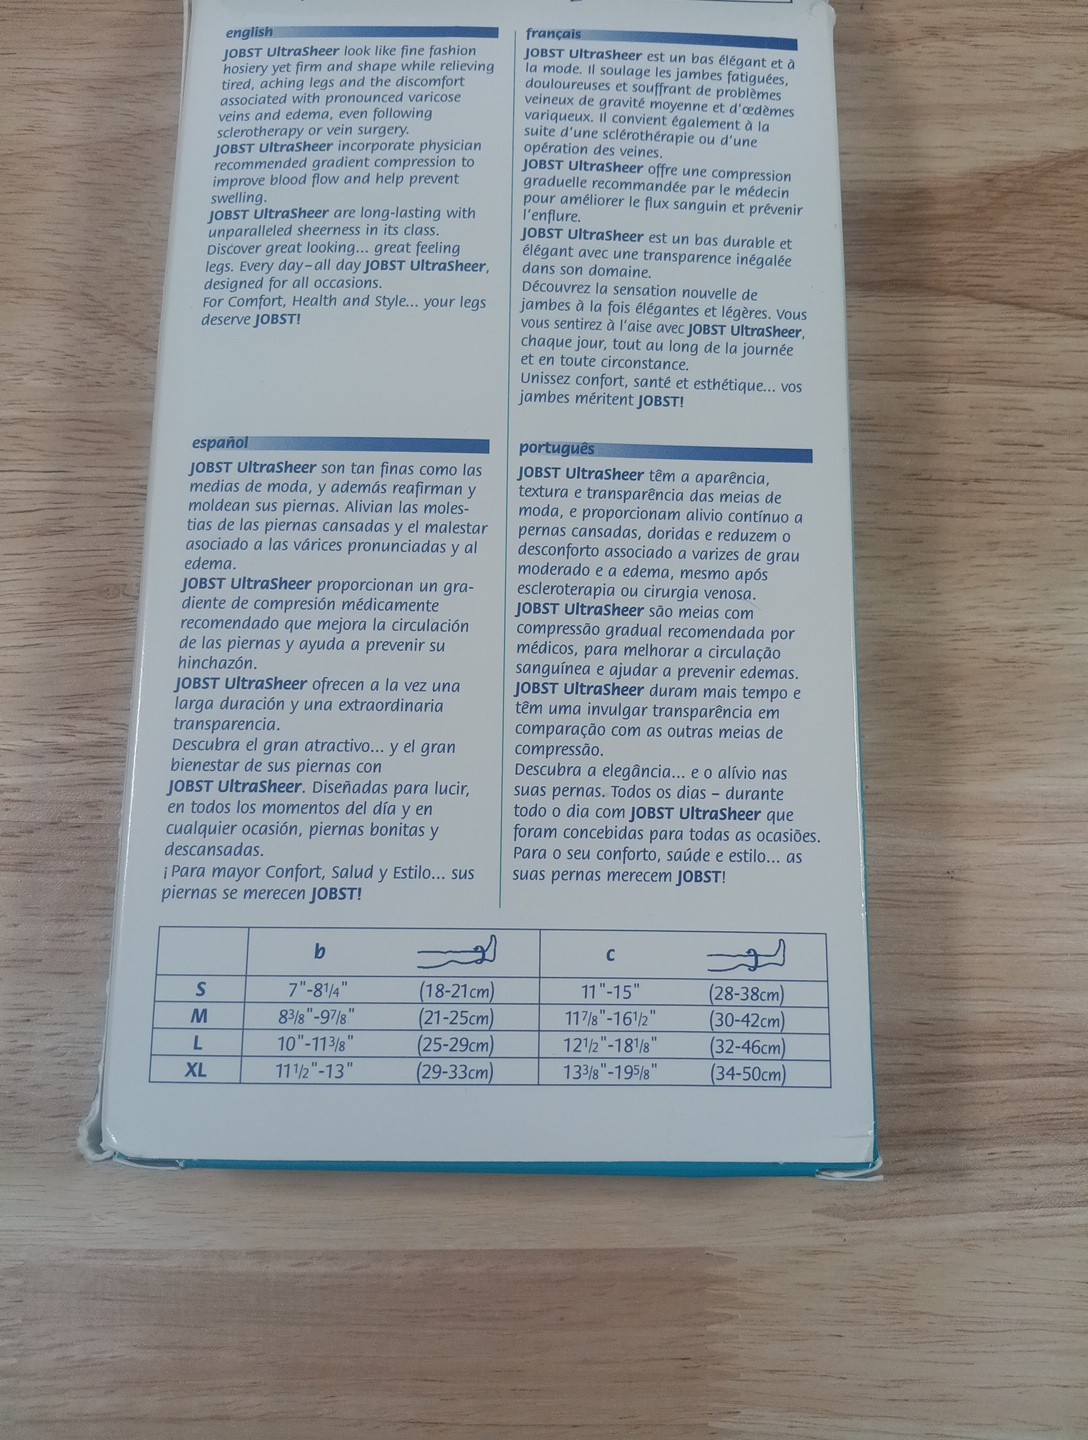 english
JOBST UltraSheer look like fine fashion
hosiery yet firm and shape while relieving
tired, aching legs and the discomfort
associated with pronounced varicose
veins and edema, even following
sclerotherapy or vein surgery.
JOBST UltraSheer incorporate physician
recommended gradient compression to
improve blood flow and help prevent
swelling.
JOBST UltraSheer are long-lasting with
unparalleled sheerness in its class.
Discover great looking... great feeling
legs. Every day–all day JOBST UltraSheer,
designed for all occasions.
For Comfort, Health and Style... your legs
deserve JOBST!
français
JOBST UltraSheer est un bas élégant et à
la mode. Il soulage les jambes fatiguées,
douloureuses et souffrant de problèmes
veineux de gravité moyenne et d'œdèmes
variqueux. Il convient également à la
suite d'une sclérothérapie ou d'une
opération des veines.
JOBST UltraSheer offre une compression
graduelle recommandée par le médecin
pour améliorer le flux sanguin et prévenir
l'enflure.
JOBST UltraSheer est un bas durable et
élégant avec une transparence inégalée
dans son domaine.
Découvrez la sensation nouvelle de
jambes à la fois élégantes et légères. Vous
vous sentirez à l'aise avec JOBST UltraSheer,
chaque jour, tout au long de la journée
et en toute circonstance.
Unissez confort, santé et esthétique... vos
jambes méritent JOBST!
español
JOBST UltraSheer son tan finas como las
medias de moda, y además reafirman y
moldean sus piernas. Alivian las moles-
tias de las piernas cansadas y el malestar
asociado a las várices pronunciadas y al
edema.
JOBST UltraSheer proporcionan un gra-
diente de compresión médicamente
recomendado que mejora la circulación
de las piernas y ayuda a prevenir su
hinchazón.
JOBST UltraSheer ofrecen a la vez una
larga duración y una extraordinaria
transparencia.
Descubra el gran atractivo... y el gran
bienestar de sus piernas con
JOBST UltraSheer. Diseñadas para lucir,
en todos los momentos del día y en
cualquier ocasión, piernas bonitas y
descansadas.
¡Para mayor Confort, Salud y Estilo... sus
piernas se merecen JOBST!
português
JOBST UltraSheer têm a aparência,
textura e transparência das meias de
moda, e proporcionam alivio contínuo a
pernas cansadas, doridas e reduzem o
desconforto associado a varizes de grau
moderado e a edema, mesmo após
escleroterapia ou cirurgia venosa.
JOBST UltraSheer são meias com
compressão gradual recomendada por
médicos, para melhorar a circulação
sanguínea e ajudar a prevenir edemas.
JOBST UltraSheer duram mais tempo e
têm uma invulgar transparência em
comparação com as outras meias de
compressão.
Descubra a elegância... e o alívio nas
suas pernas. Todos os dias – durante
todo o dia com JOBST UltraSheer que
foram concebidas para todas as ocasiões.
Para o seu conforto, saúde e estilo... as
suas pernas merecem JOBST!
b c
S 7"-8 1/4" (18-21cm) 11"-15" (28-38cm)
M 8 3/8"-9 7/8" (21-25cm) 11 7/8"-16 1/2" (30-42cm)
L 10"-11 3/8" (25-29cm) 12 1/2"-18 1/8" (32-46cm)
XL 11 1/2"-13" (29-33cm) 13 3/8"-19 5/8" (34-50cm)